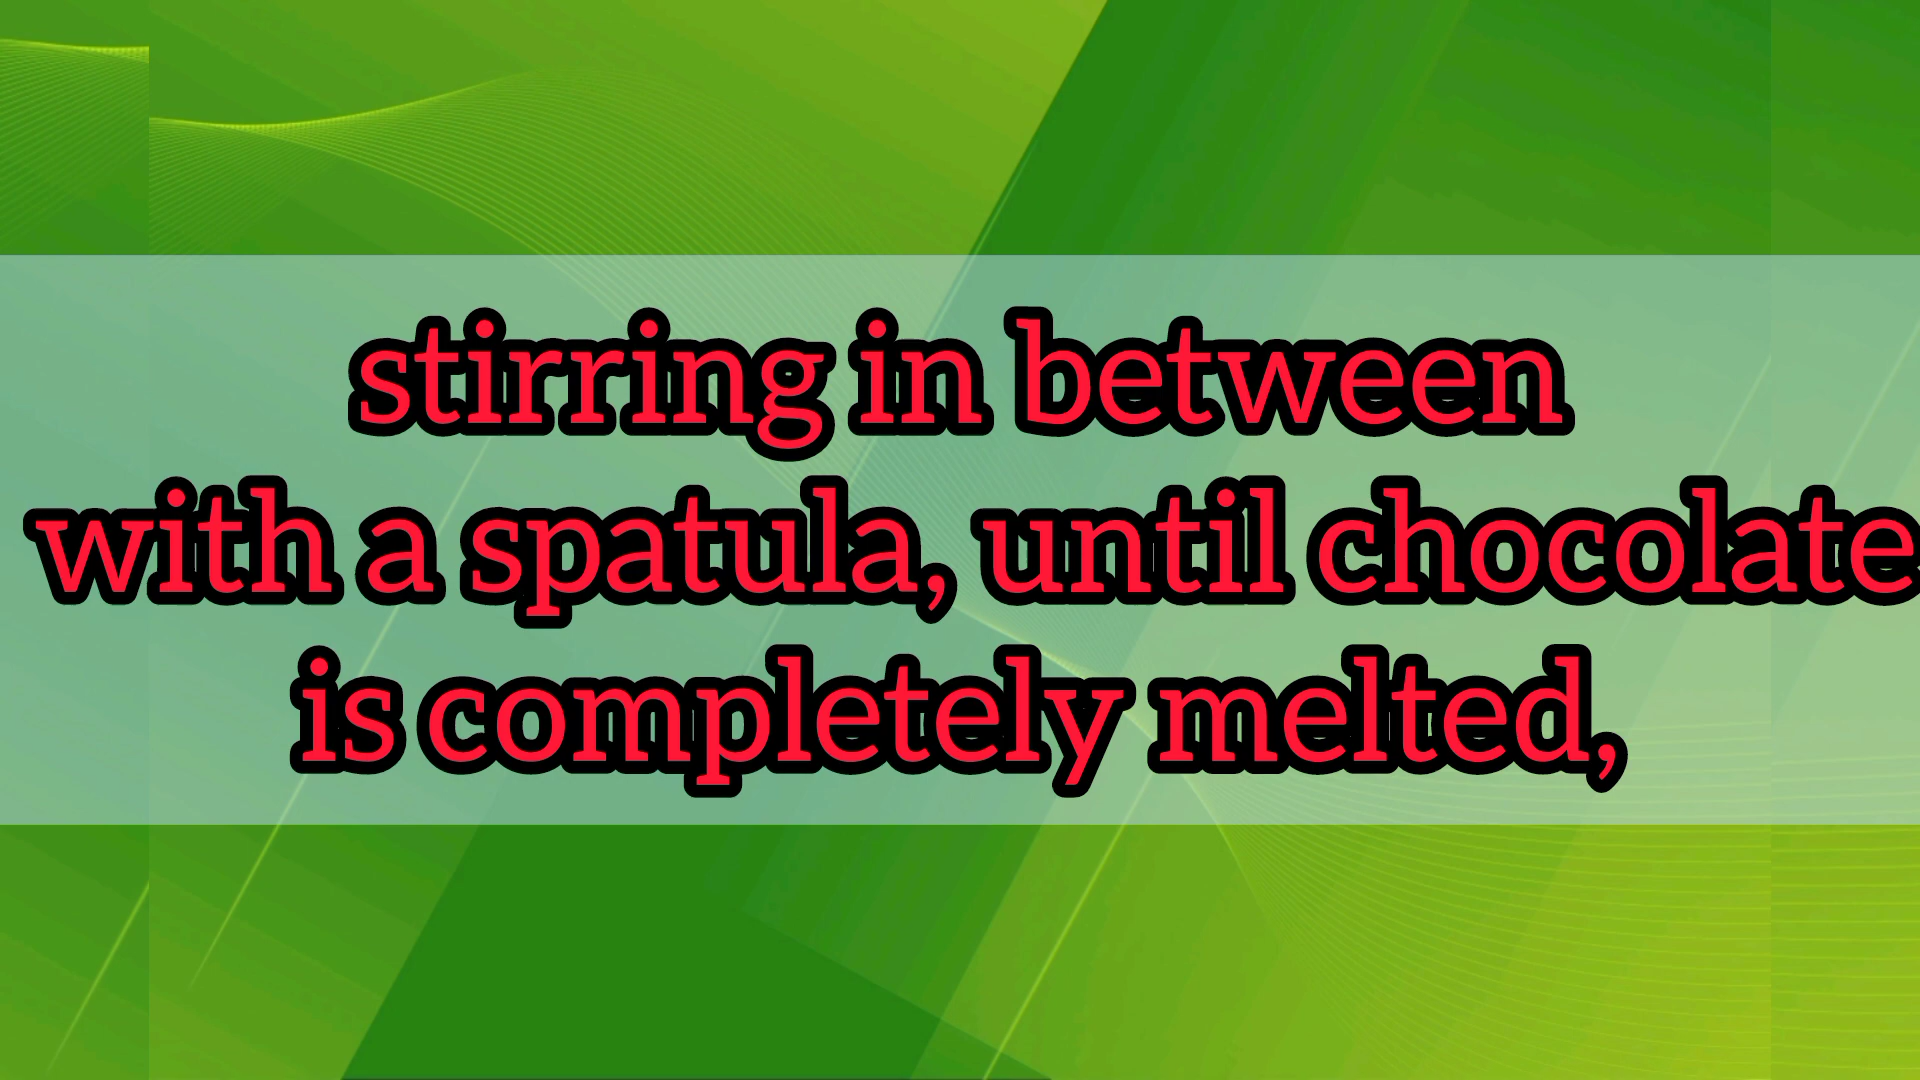 stirring in between
with a spatula, until chocolate
is completely melted,